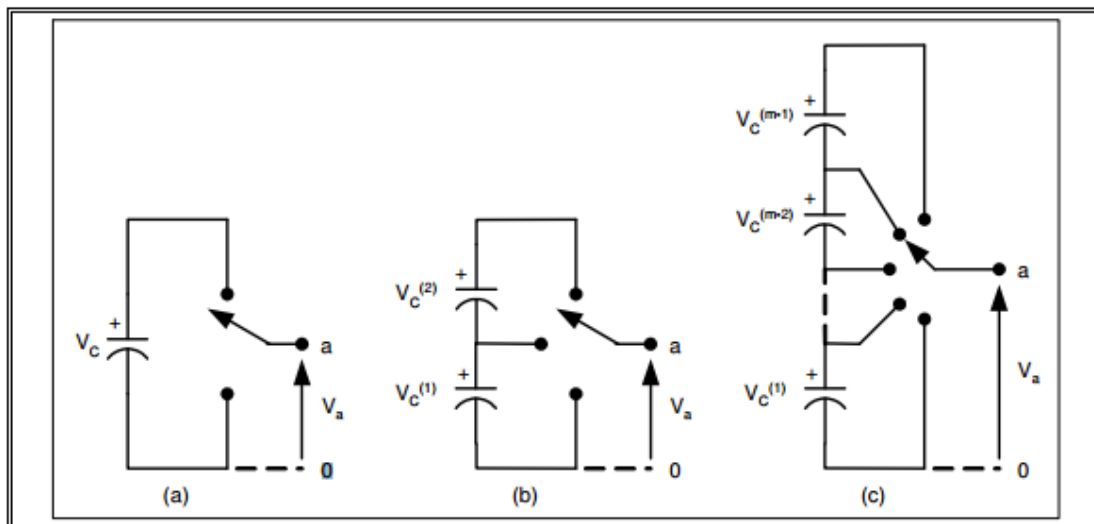 +
V_C
a
V_a
0
(a)
+
V_C^(2)
+
V_C^(1)
a
V_a
0
(b)
+
V_C^(m-1)
+
V_C^(m-2)
+
V_C^(1)
a
V_a
0
(c)